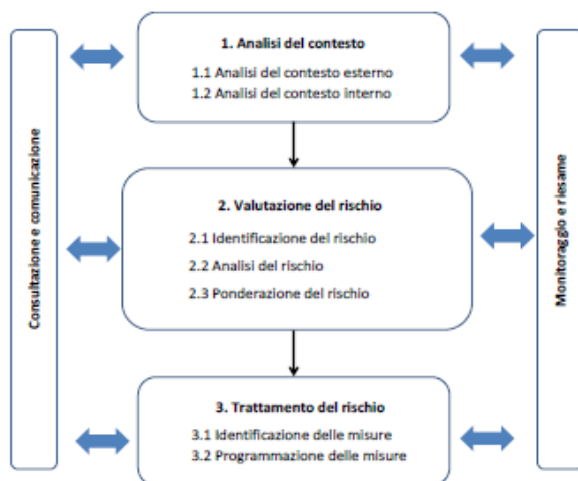 Consultazione e comunicazione
1. Analisi del contesto
1.1 Analisi del contesto esterno
1.2 Analisi del contesto interno
2. Valutazione del rischio
2.1 Identificazione del rischio
2.2 Analisi del rischio
2.3 Ponderazione del rischio
3. Trattamento del rischio
3.1 Identificazione delle misure
3.2 Programmazione delle misure
Monitoraggio e riesame